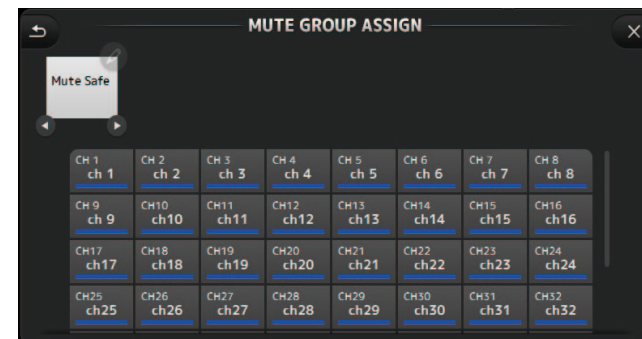 MUTE GROUP ASSIGN
Mute Safe
CH 1 CH 2 CH 3 CH 4 CH 5 CH 6 CH 7 CH 8
ch 1 ch 2 ch 3 ch 4 ch 5 ch 6 ch 7 ch 8
CH 9 CH10 CH11 CH12 CH13 CH14 CH15 CH16
ch 9 ch10 ch11 ch12 ch13 ch14 ch15 ch16
CH17 CH18 CH19 CH20 CH21 CH22 CH23 CH24
ch17 ch18 ch19 ch20 ch21 ch22 ch23 ch24
CH25 CH26 CH27 CH28 CH29 CH30 CH31 CH32
ch25 ch26 ch27 ch28 ch29 ch30 ch31 ch32